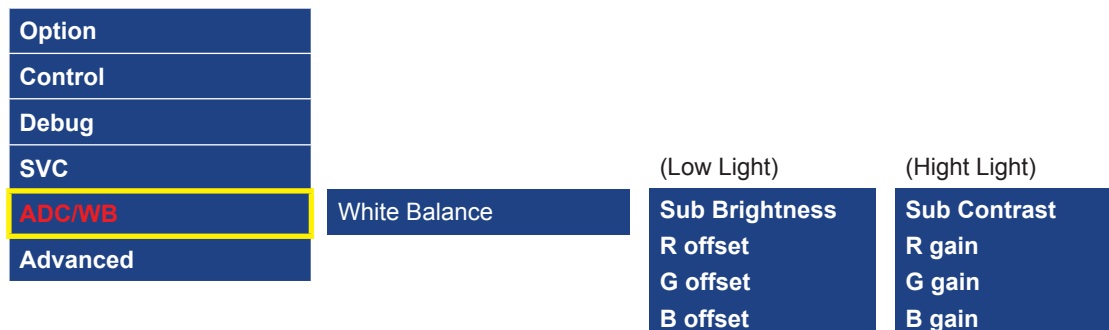 Option
Control
Debug
SVC
ADC/WB
Advanced
White Balance
(Low Light)
Sub Brightness
R offset
G offset
B offset
(Hight Light)
Sub Contrast
R gain
G gain
B gain